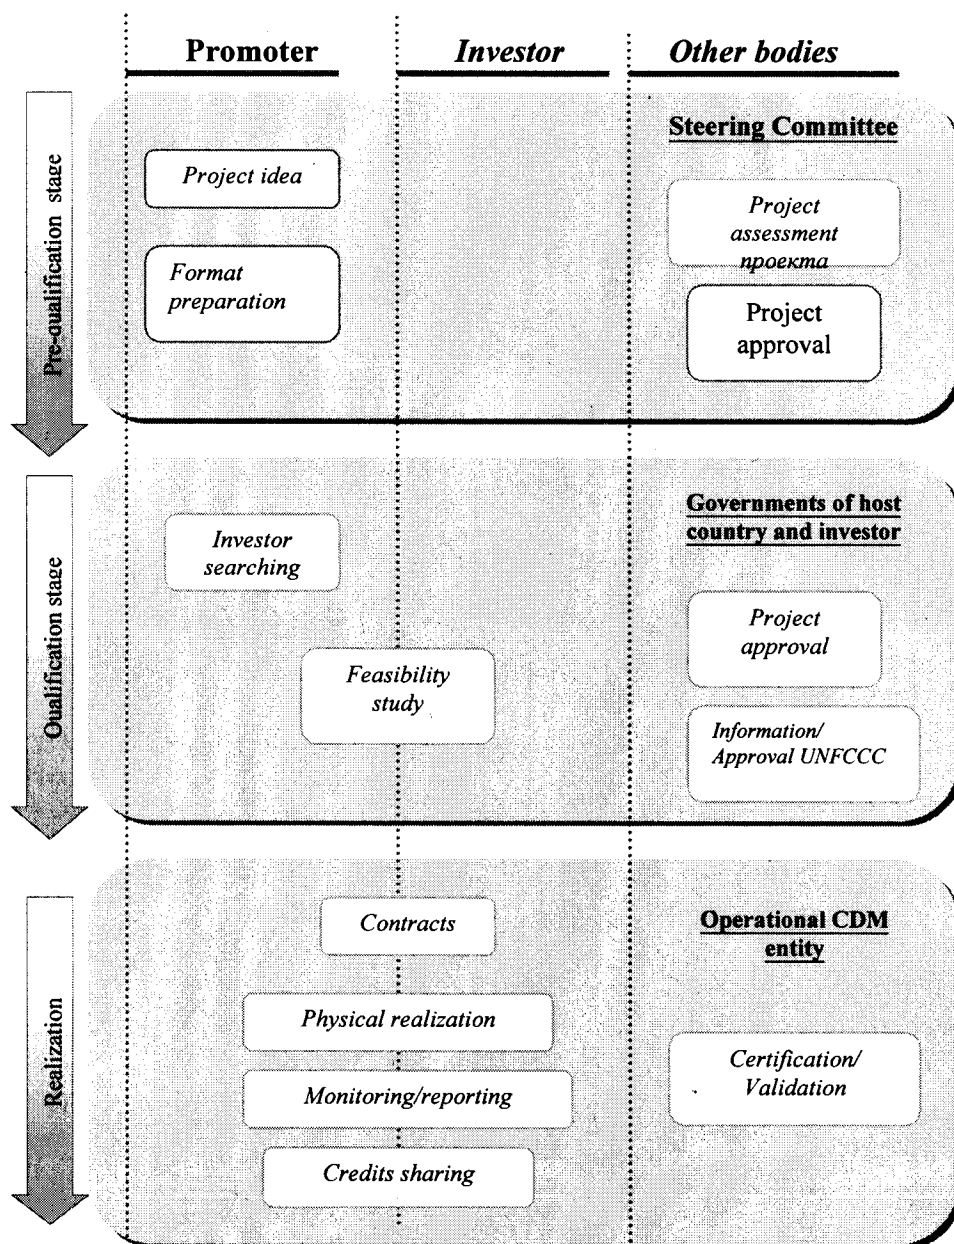 Promoter
Investor
Other bodies
Pre-qualification stage
Steering Committee
Project idea
Project
assessment
проекта
Format
preparation
Project
approval
Qualification stage
Governments of host
country and investor
Investor
searching
Project
approval
Feasibility
study
Information/
Approval UNFCCC
Realization
Contracts
Operational CDM
entity
Physical realization
Certification/
Validation
Monitoring/reporting
Credits sharing